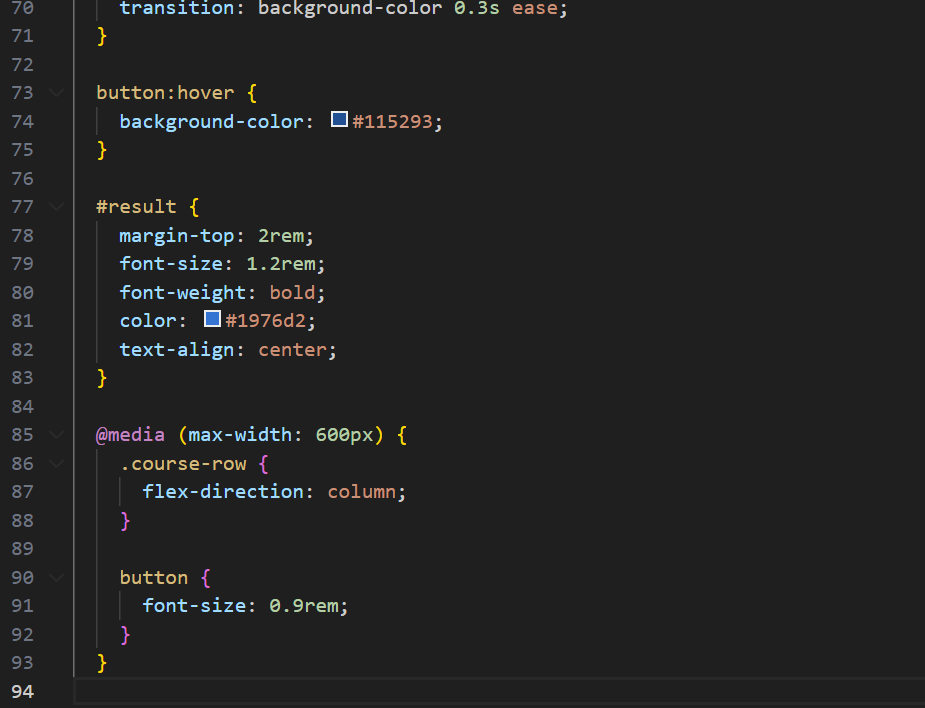 70 transition: background-color 0.3s ease;
71 }
72
73 button:hover {
74 background-color: #115293;
75 }
76
77 #result {
78 margin-top: 2rem;
79 font-size: 1.2rem;
80 font-weight: bold;
81 color: #1976d2;
82 text-align: center;
83 }
84
85 @media (max-width: 600px) {
86 .course-row {
87 flex-direction: column;
88 }
89
90 button {
91 font-size: 0.9rem;
92 }
93 }
94